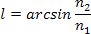 l = arcsin n₂/n₁